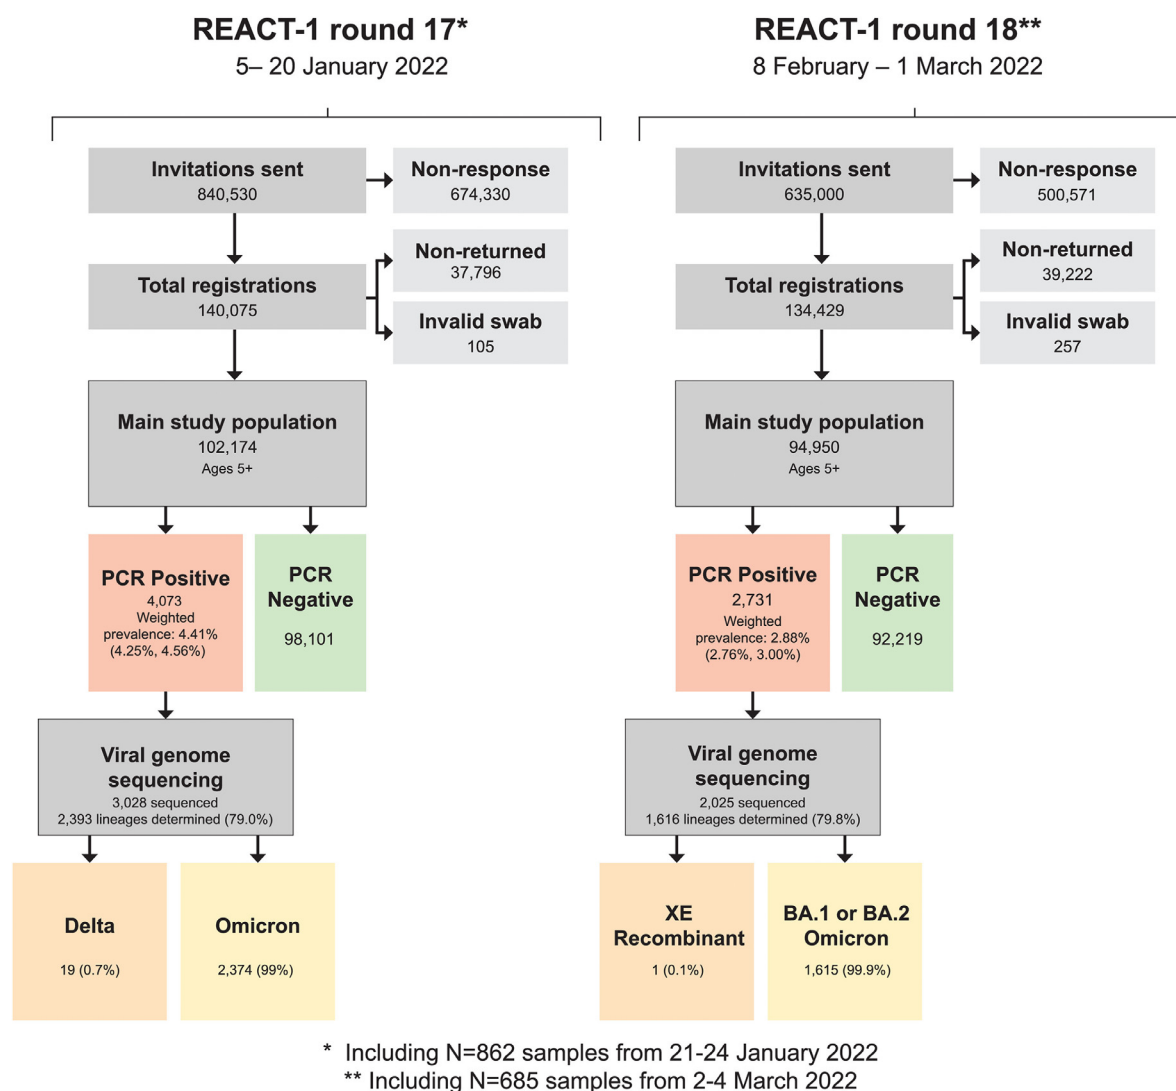 REACT-1 round 17*
5– 20 January 2022
Invitations sent
840,530
Non-response
674,330
Total registrations
140,075
Non-returned
37,796
Invalid swab
105
Main study population
102,174
Ages 5+
PCR Positive
4,073
Weighted
prevalence: 4.41%
(4.25%, 4.56%)
PCR
Negative
98,101
Viral genome
sequencing
3,028 sequenced
2,393 lineages determined (79.0%)
Delta
19 (0.7%)
Omicron
2,374 (99%)
REACT-1 round 18**
8 February – 1 March 2022
Invitations sent
635,000
Non-response
500,571
Total registrations
134,429
Non-returned
39,222
Invalid swab
257
Main study population
94,950
Ages 5+
PCR Positive
2,731
Weighted
prevalence: 2.88%
(2.76%, 3.00%)
PCR
Negative
92,219
Viral genome
sequencing
2,025 sequenced
1,616 lineages determined (79.8%)
XE
Recombinant
1 (0.1%)
BA.1 or BA.2
Omicron
1,615 (99.9%)
* Including N=862 samples from 21-24 January 2022
** Including N=685 samples from 2-4 March 2022